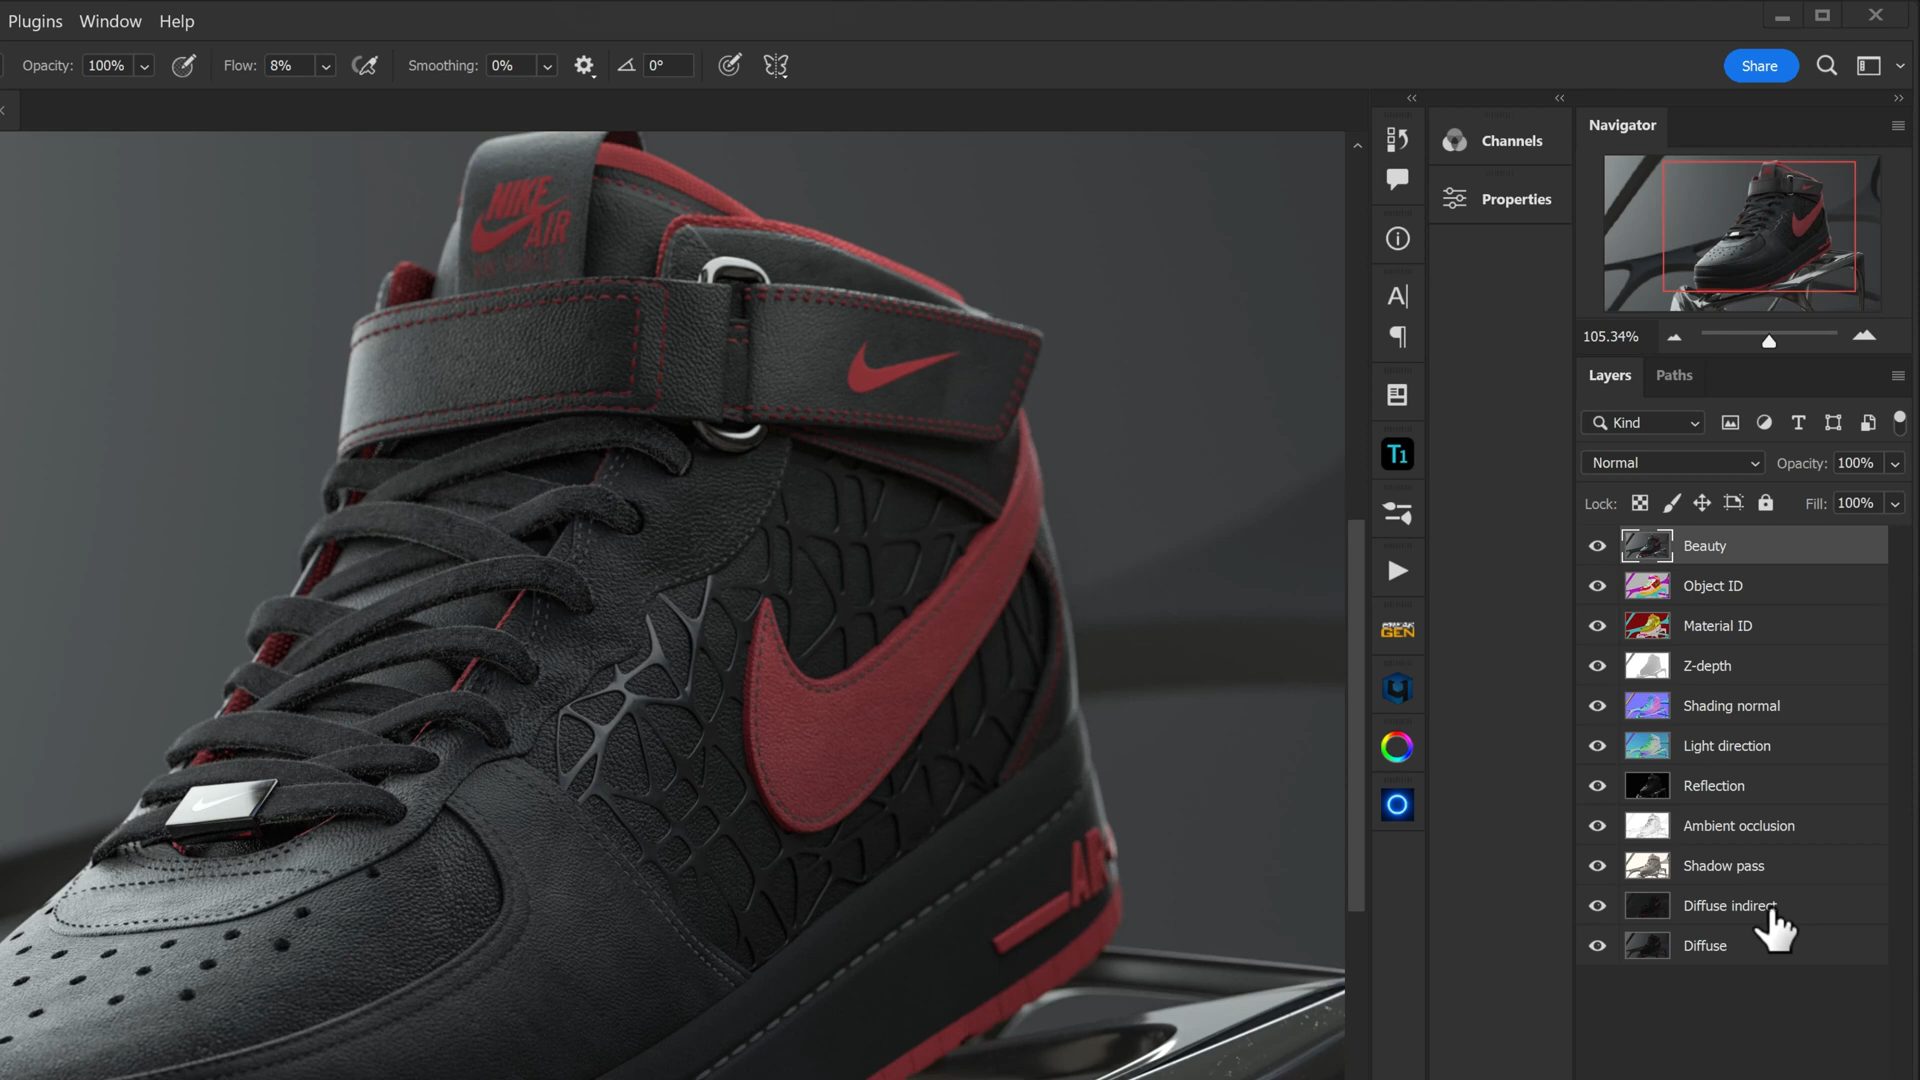 Plugins Window Help
Opacity: 100% Flow: 8% Smoothing: 0% 0° Share
Channels
Properties
Navigator
105.34%
Layers Paths
Kind
Normal Opacity: 100%
Lock: Fill: 100%
Beauty
Object ID
Material ID
Z-depth
Shading normal
Light direction
Reflection
Ambient occlusion
Shadow pass
Diffuse indirect
Diffuse
T1
GEN
NIKE
AIR
AIR